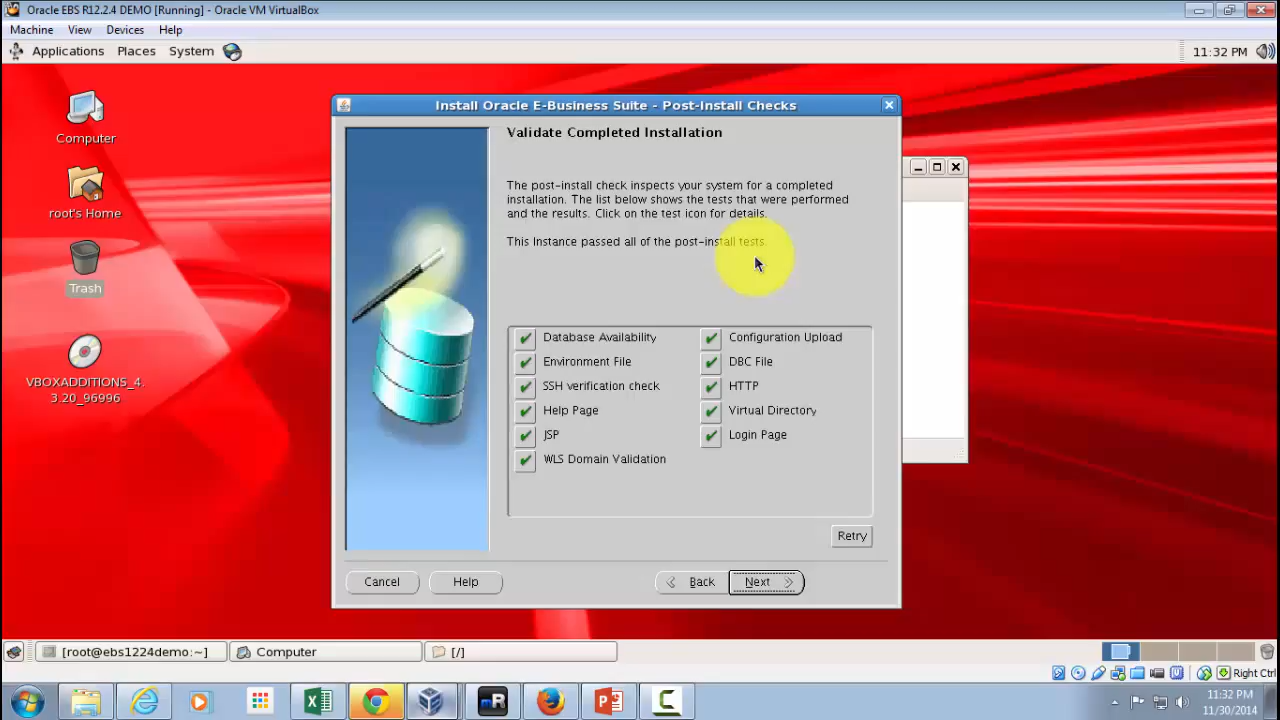 Oracle EBS R12.2.4 DEMO [Running] - Oracle VM VirtualBox
Machine View Devices Help
Applications Places System
11:32 PM
Computer
root's Home
Trash
VBOXADDITIONS_4.
3.20_96996
Install Oracle E-Business Suite - Post-Install Checks
Validate Completed Installation
The post-install check inspects your system for a completed
installation. The list below shows the tests that were performed
and the results. Click on the test icon for details.
This Instance passed all of the post-install tests.
Database Availability
Configuration Upload
Environment File
DBC File
SSH verification check
HTTP
Help Page
Virtual Directory
JSP
Login Page
WLS Domain Validation
Retry
Cancel
Help
Back
Next
[root@ebs1224demo:~]
Computer
[/]
Right Ctrl
11:32 PM
11/30/2014